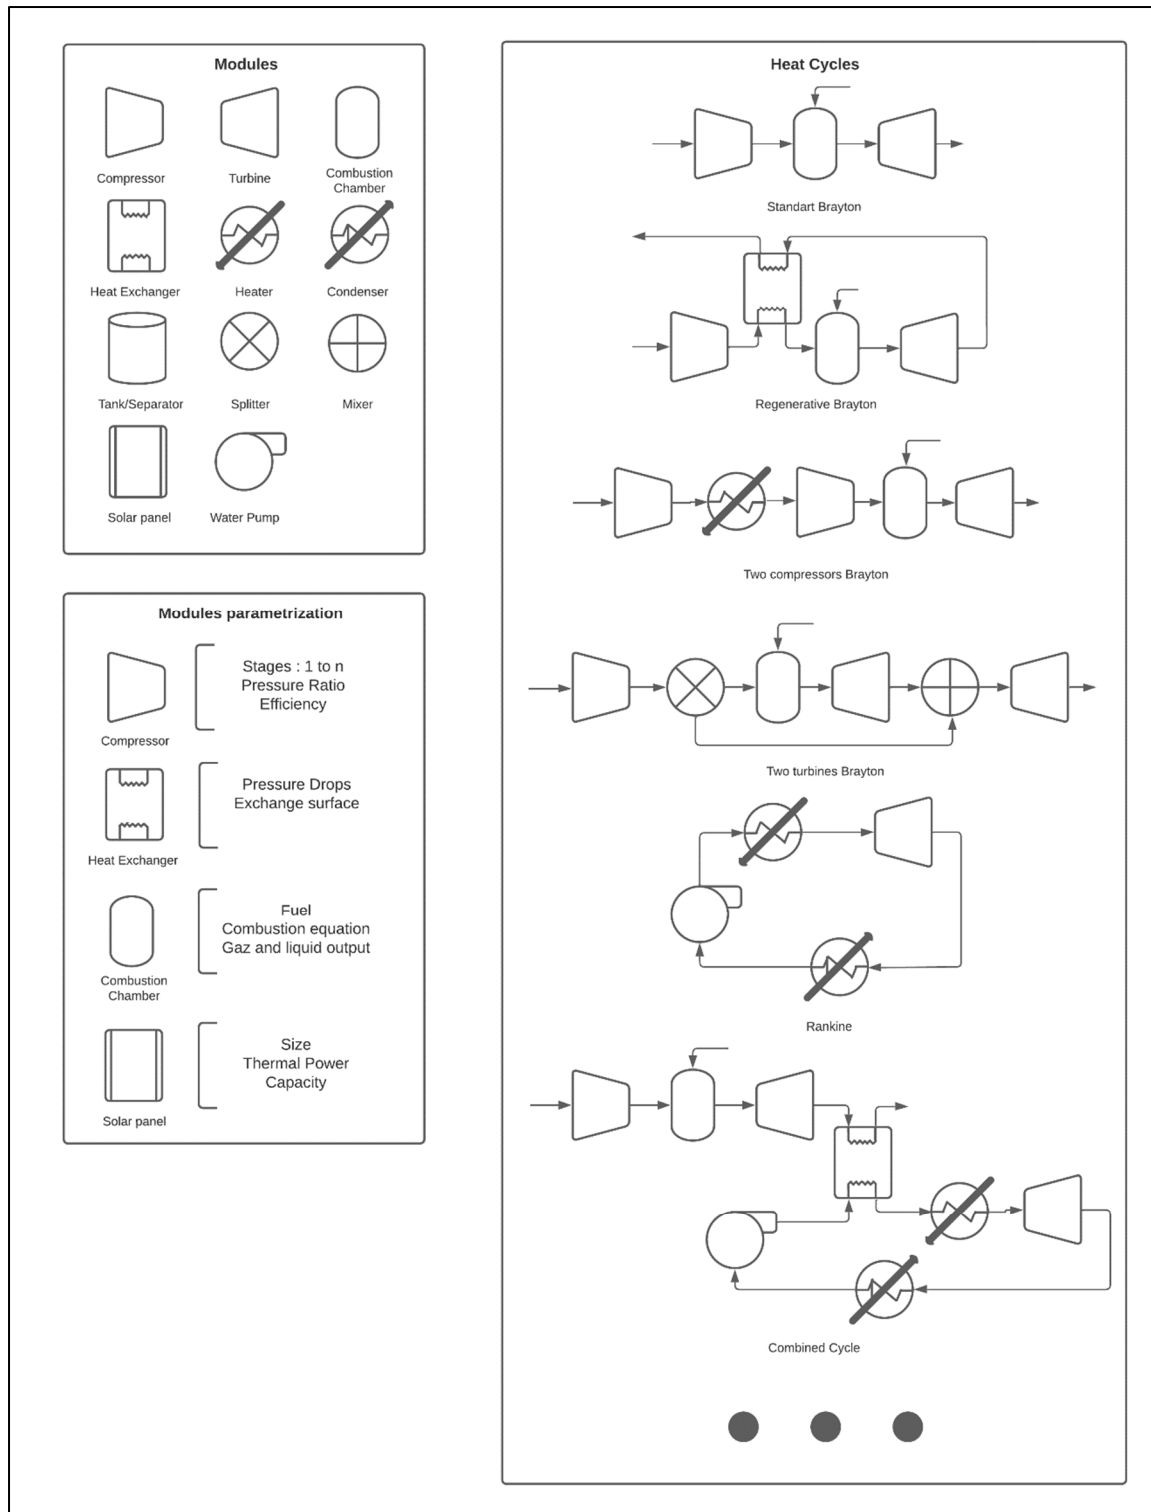 Modules
Compressor
Turbine
Combustion
Chamber
Heat Exchanger
Heater
Condenser
Tank/Separator
Splitter
Mixer
Solar panel
Water Pump
Modules parametrization
Stages : 1 to n
Pressure Ratio
Efficiency
Compressor
Pressure Drops
Exchange surface
Heat Exchanger
Fuel
Combustion equation
Gaz and liquid output
Combustion
Chamber
Size
Thermal Power
Capacity
Solar panel
Heat Cycles
Standart Brayton
Regenerative Brayton
Two compressors Brayton
Two turbines Brayton
Rankine
Combined Cycle